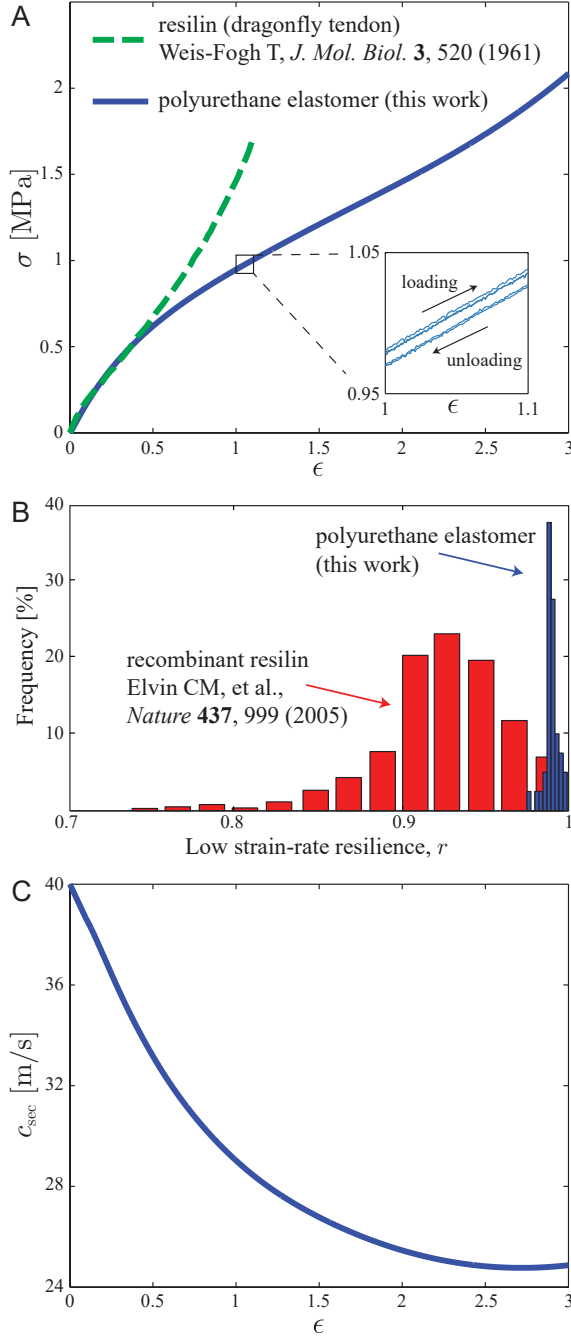 A
resilin (dragonfly tendon)
Weis-Fogh T, J. Mol. Biol. 3, 520 (1961)
polyurethane elastomer (this work)
2
1.5
1
0.5
0
σ [MPa]
1.05
loading
unloading
0.95
1
ϵ
1.1
0
0.5
1
1.5
2
2.5
3
ϵ
B
40
30
20
10
Frequency [%]
polyurethane elastomer
(this work)
recombinant resilin
Elvin CM, et al.,
Nature 437, 999 (2005)
0.7
0.8
0.9
1
Low strain-rate resilience, r
C
40
36
32
28
24
c_sec [m/s]
0
0.5
1
1.5
2
2.5
3
ϵ